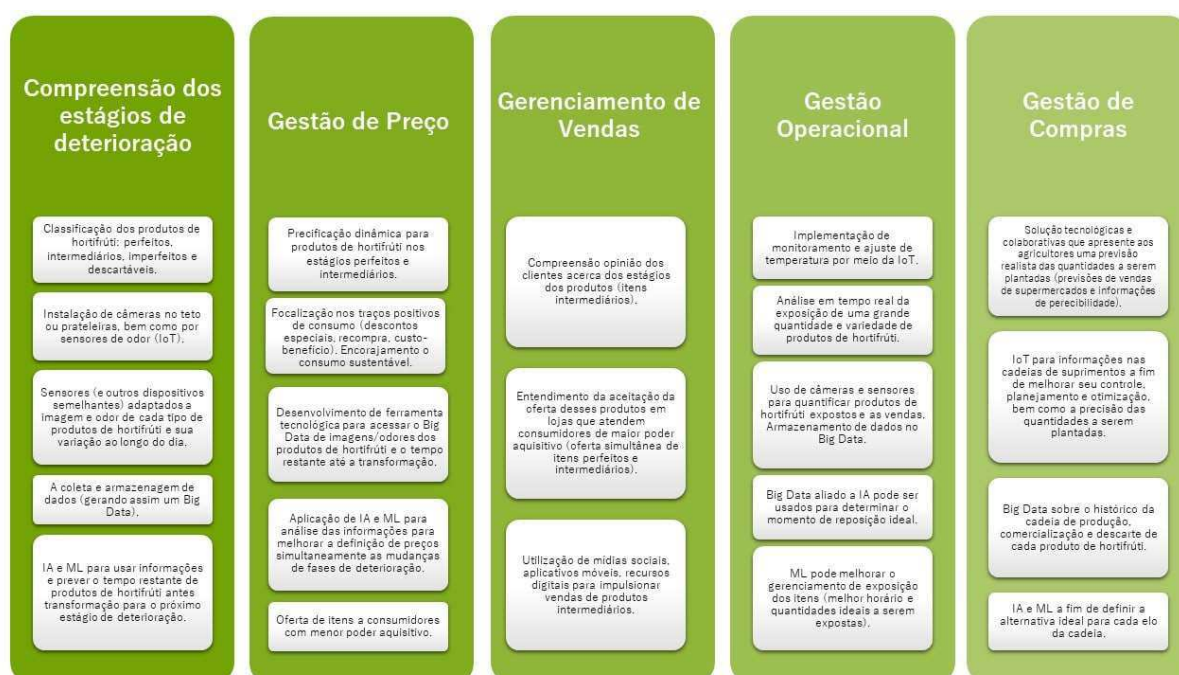 Compreensão dos
estágios de
deterioração
Classificação dos produtos de
hortifrúti: perfeitos,
intermediários, imperfeitos e
descartáveis.
Instalação de câmeras no teto
ou prateleiras, bem como por
sensores de odor (IoT).
Sensores (e outros dispositivos
semelhantes) adaptados a
imagem e odor de cada tipo de
produtos de hortifrúti e sua
variação ao longo do dia.
A coleta e armazenagem de
dados (gerando assim um Big
Data).
IA e ML para usar informações
e prever o tempo restante de
produtos de hortifrúti antes
transformação para o próximo
estágio de deterioração.
Gestão de Preço
Precificação dinâmica para
produtos de hortifrúti nos
estágios perfeitos e
intermediários.
Focalização nos traços positivos
de consumo (descontos
especiais, recompra, custo-
benefício). Encorajamento o
consumo sustentável.
Desenvolvimento de ferramenta
tecnológica para acessar o Big
Data de imagens/odores dos
produtos de hortifrúti e o tempo
restante até a transformação.
Aplicação de IA e ML para
análise das informações para
melhorar a definição de preços
simultaneamente as mudanças
de fases de deterioração.
Oferta de itens a consumidores
com menor poder aquisitivo.
Gerenciamento de
Vendas
Compreensão opinião dos
clientes acerca dos estágios
dos produtos (itens
intermediários).
Entendimento da aceitação da
oferta desses produtos em
lojas que atendem
consumidores de maior poder
aquisitivo (oferta simultânea de
itens perfeitos e
intermediários).
Utilização de mídias sociais,
aplicativos móveis, recursos
digitais para impulsionar
vendas de produtos
intermediários.
Gestão
Operacional
Implementação de
monitoramento e ajuste de
temperatura por meio da IoT.
Análise em tempo real da
exposição de uma grande
quantidade e variedade de
produtos de hortifrúti.
Uso de câmeras e sensores
para quantificar produtos de
hortifrúti expostos e as vendas.
Armazenamento de dados no
Big Data.
Big Data aliado a IA pode ser
usados para determinar o
momento de reposição ideal.
ML pode melhorar o
gerenciamento de exposição
dos itens (melhor horário e
quantidades ideais a serem
expostas).
Gestão de
Compras
Solução tecnológicas e
colaborativas que apresente aos
agricultores uma previsão
realista das quantidades a serem
plantadas (previsões de vendas
de supermercados e informações
de perecibilidade).
IoT para informações nas
cadeias de suprimentos a fim
de melhorar seu controle,
planejamento e otimização,
bem como a precisão das
quantidades a serem
plantadas.
Big Data sobre o histórico da
cadeia de produção,
comercialização e descarte de
cada produto de hortifrúti.
IA e ML a fim de definir a
alternativa ideal para cada elo
da cadeia.